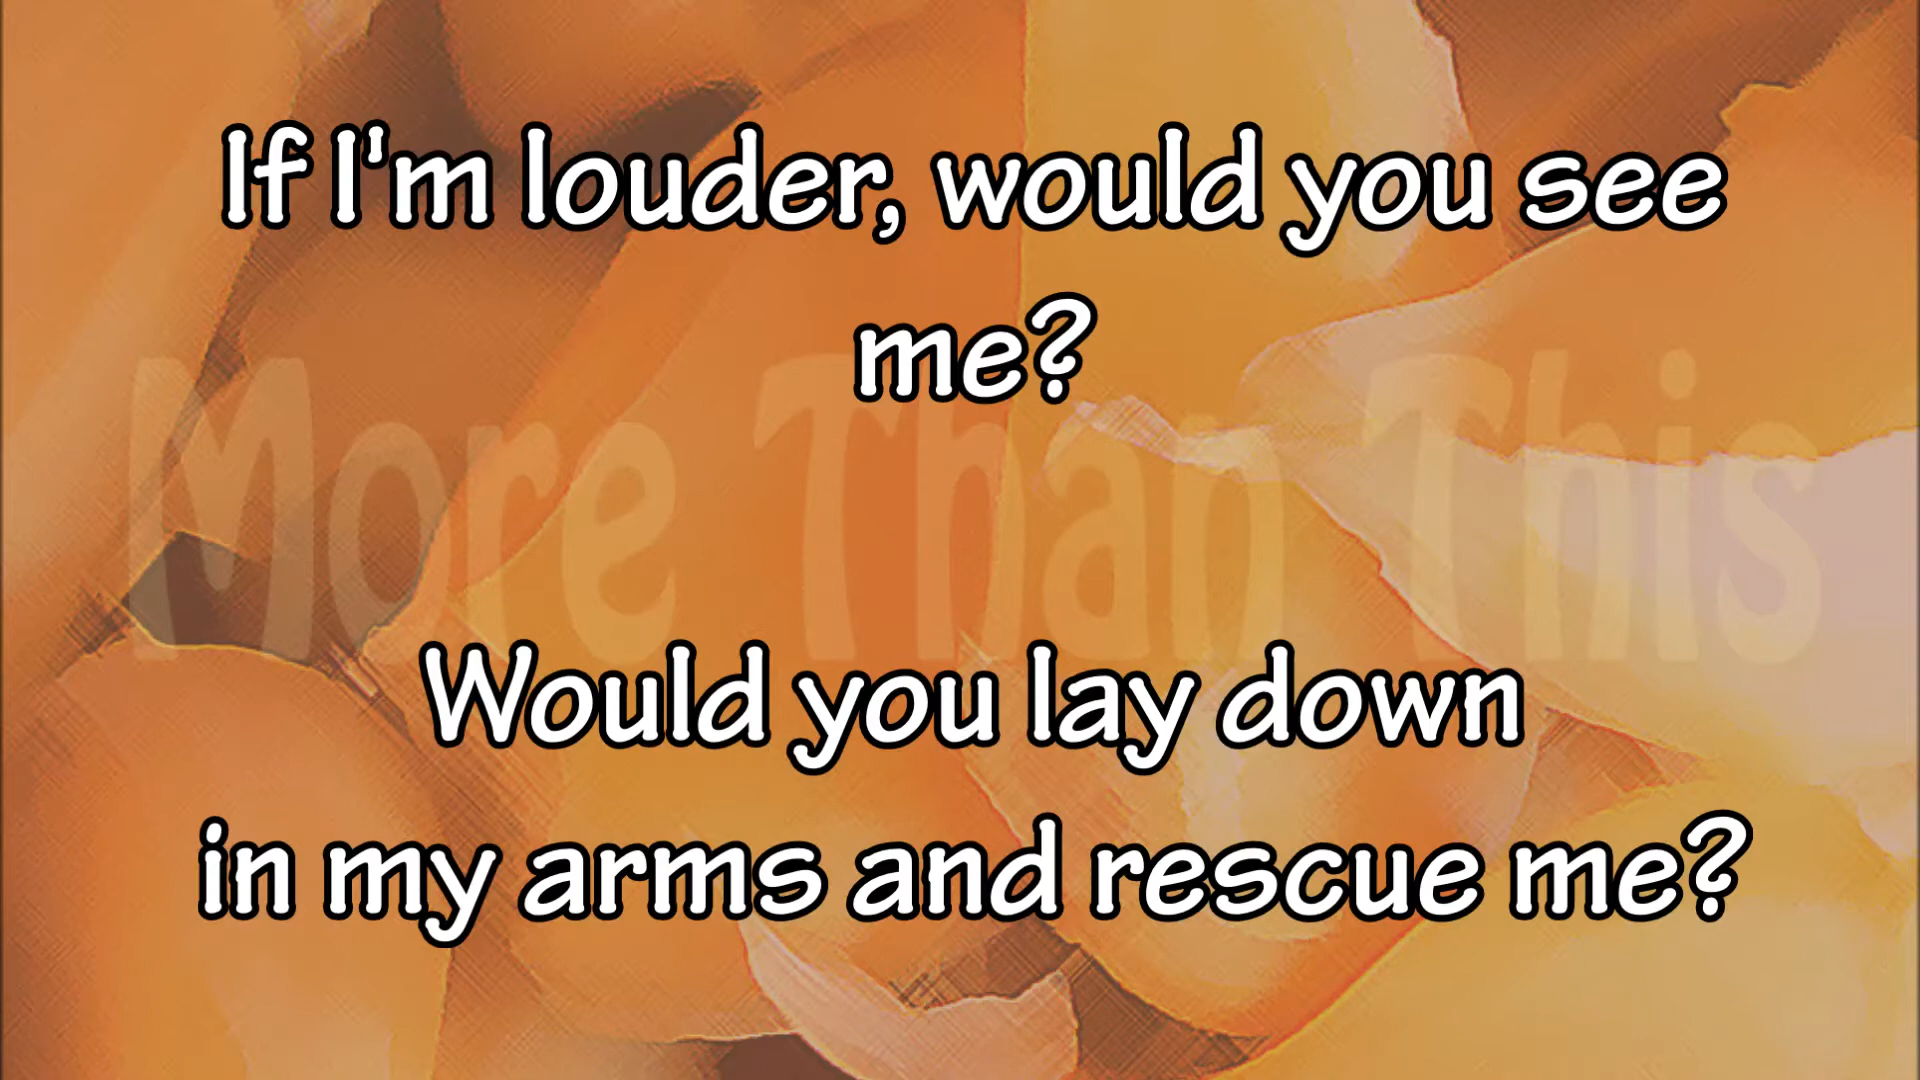 If I'm louder, would you see
me?
More Than This
Would you lay down
in my arms and rescue me?